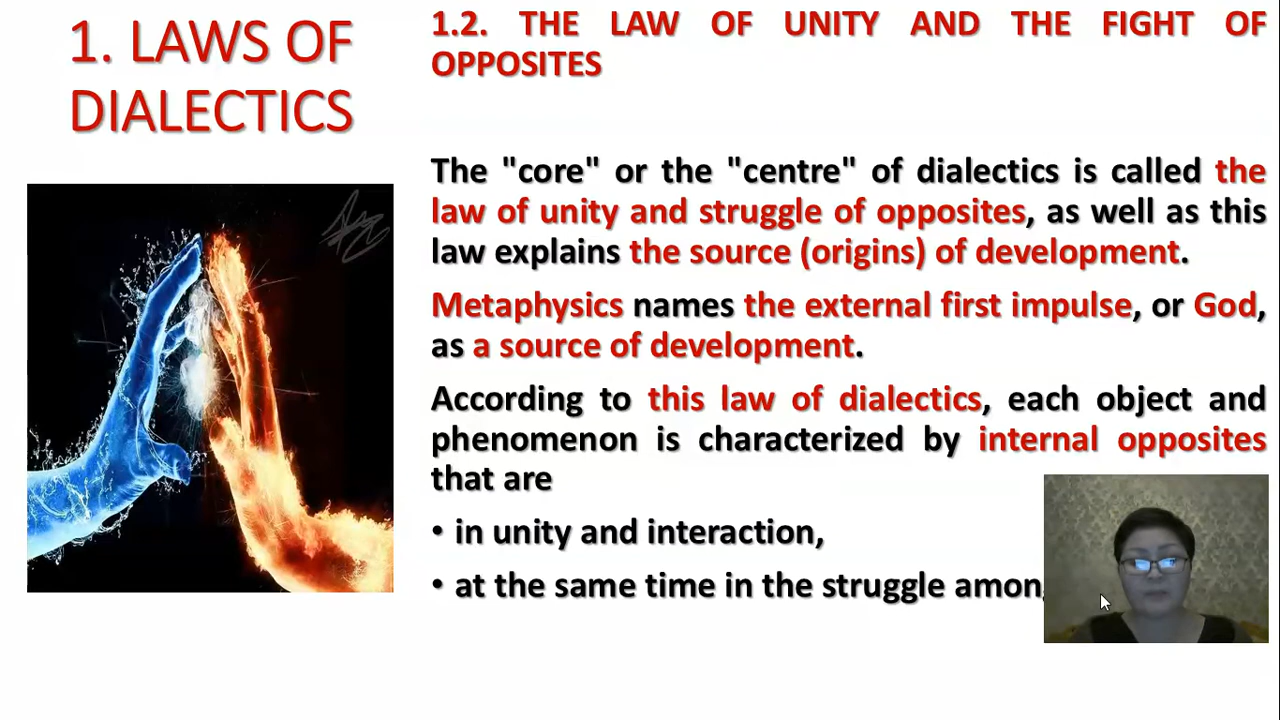 1. LAWS OF
DIALECTICS
1.2. THE LAW OF UNITY AND THE FIGHT OF
OPPOSITES
The "core" or the "centre" of dialectics is called the
law of unity and struggle of opposites, as well as this
law explains the source (origins) of development.
Metaphysics names the external first impulse, or God,
as a source of development.
According to this law of dialectics, each object and
phenomenon is characterized by internal opposites
that are
• in unity and interaction,
• at the same time in the struggle